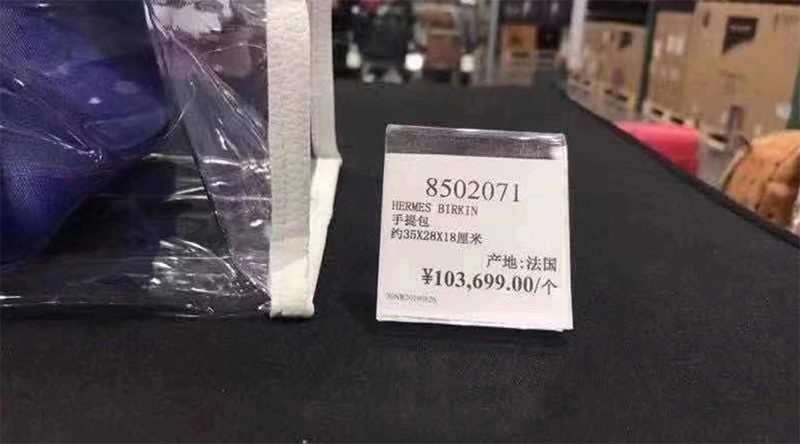 8502071
HERMES BIRKIN
手提包
约35X28X18厘米
产地:法国
¥103,699.00/个